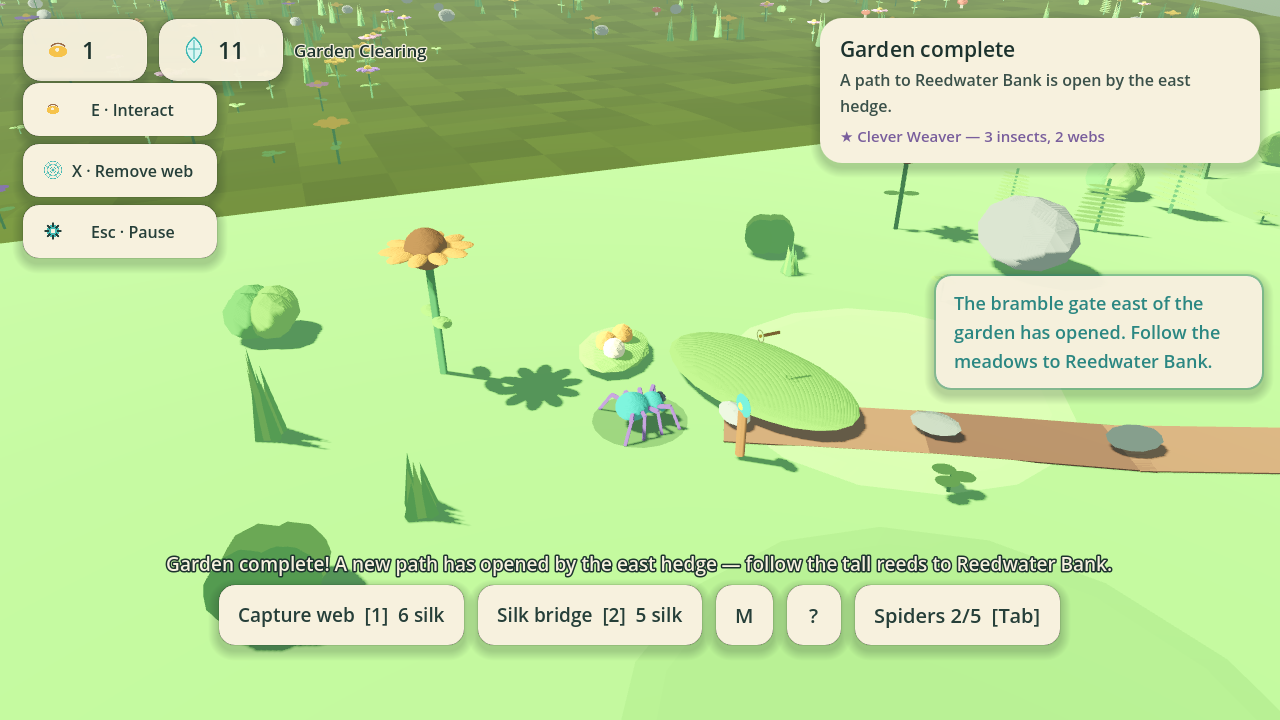 1
11
Garden Clearing
E · Interact
X · Remove web
Esc · Pause
Garden complete
A path to Reedwater Bank is open by the east
hedge.
★ Clever Weaver — 3 insects, 2 webs
The bramble gate east of the
garden has opened. Follow the
meadows to Reedwater Bank.
Garden complete! A new path has opened by the east hedge — follow the tall reeds to Reedwater Bank.
Capture web [1] 6 silk
Silk bridge [2] 5 silk
M
?
Spiders 2/5 [Tab]